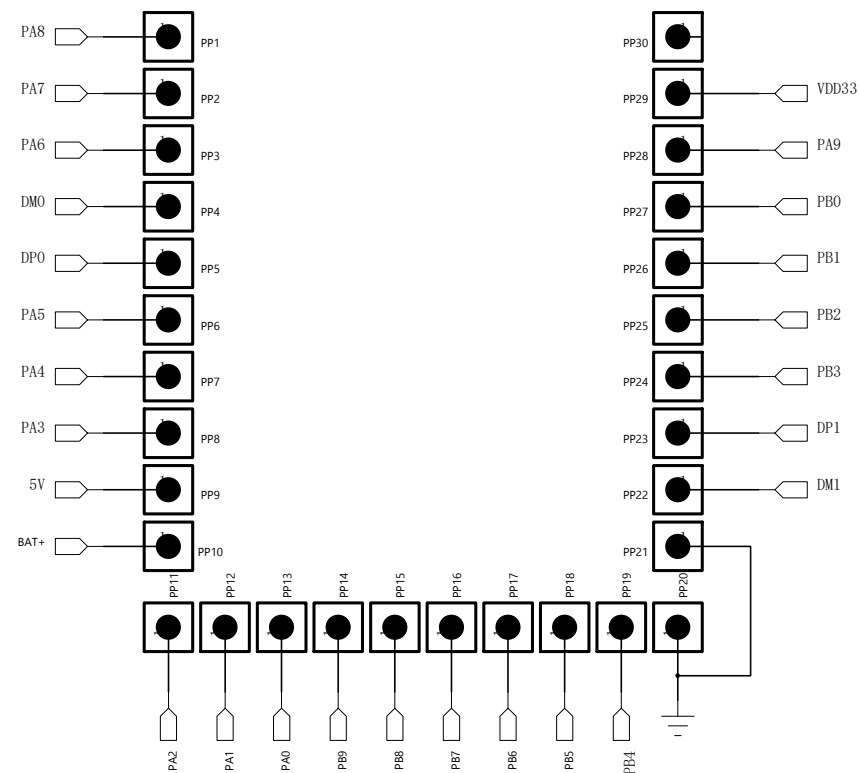 PA8 PP1 PP30
PA7 PP2 PP29 VDD33
PA6 PP3 PP28 PA9
DM0 PP4 PP27 PB0
DP0 PP5 PP26 PB1
PA5 PP6 PP25 PB2
PA4 PP7 PP24 PB3
PA3 PP8 PP23 DP1
5V PP9 PP22 DM1
BAT+ PP10 PP21
PP11 PP12 PP13 PP14 PP15 PP16 PP17 PP18 PP19 PP20
PA2 PA1 PA0 PB9 PB8 PB7 PB6 PB5 PB4